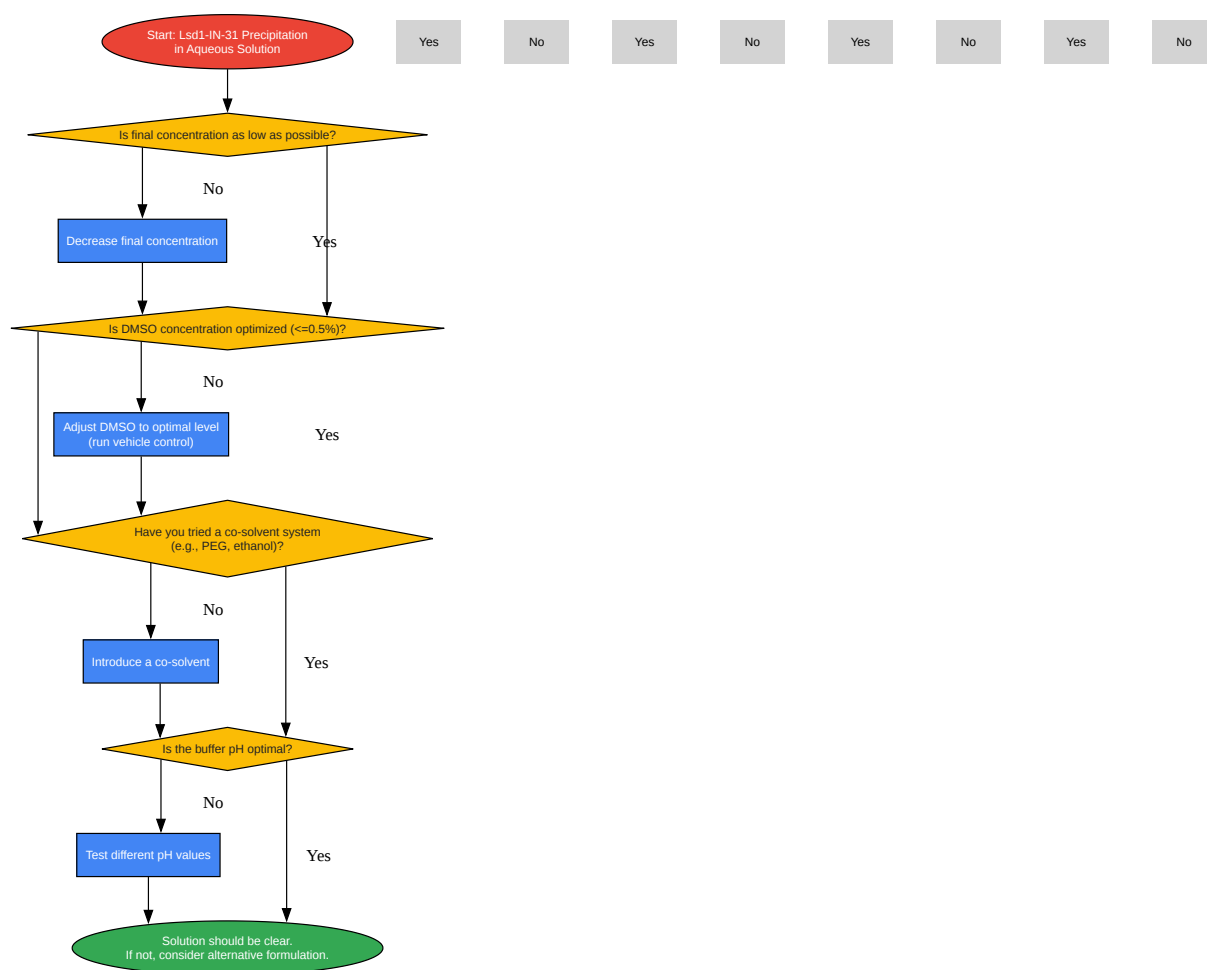 Start: Lsd1-IN-31 Precipitation
in Aqueous Solution
Yes
No
Yes
No
Yes
No
Yes
No
Is final concentration as low as possible?
No
Decrease final concentration
Yes
Is DMSO concentration optimized (<=0.5%)?
No
Adjust DMSO to optimal level
(run vehicle control)
Yes
Have you tried a co-solvent system
(e.g., PEG, ethanol)?
No
Introduce a co-solvent
Yes
Is the buffer pH optimal?
No
Test different pH values
Yes
Solution should be clear.
If not, consider alternative formulation.